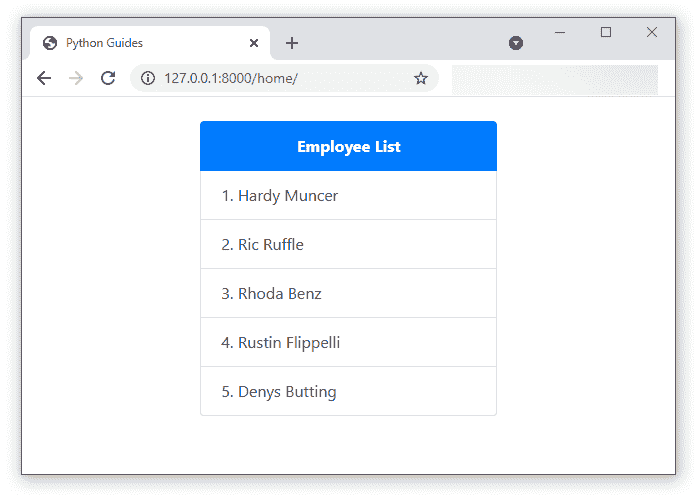 Python Guides
127.0.0.1:8000/home/
Employee List
1. Hardy Muncer
2. Ric Ruffle
3. Rhoda Benz
4. Rustin Flippelli
5. Denys Butting